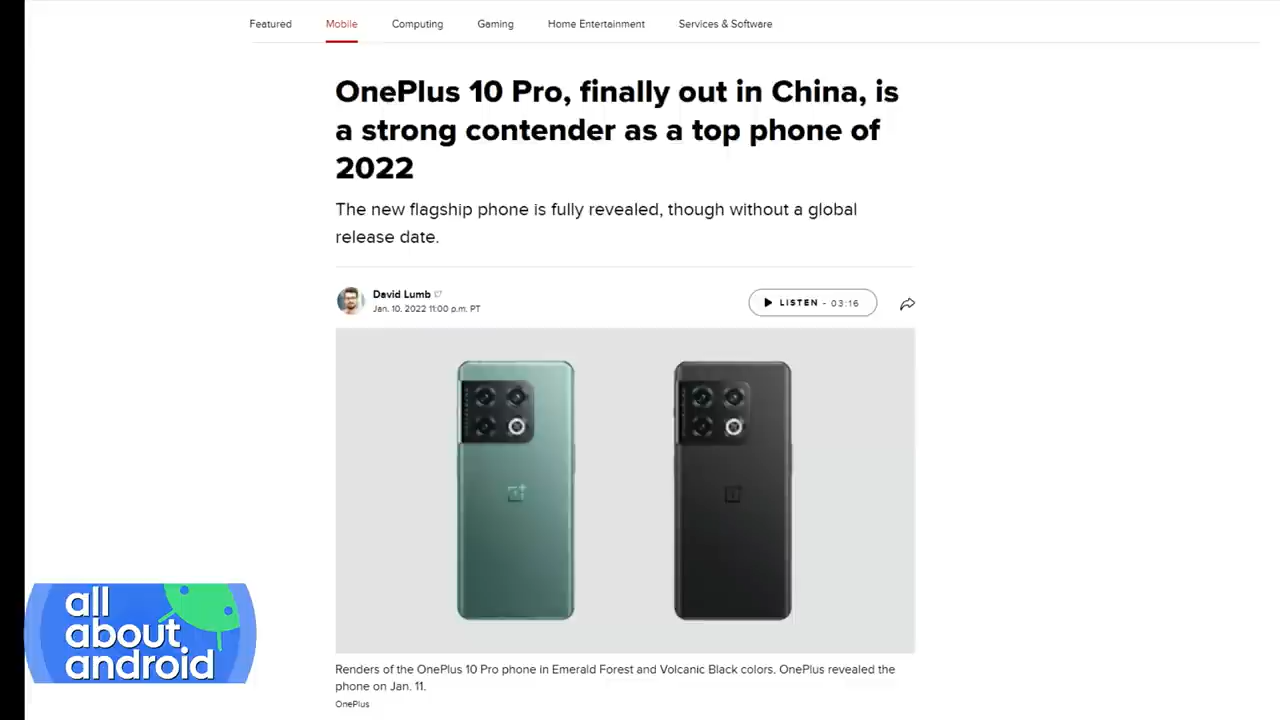 Featured Mobile Computing Gaming Home Entertainment Services & Software
OnePlus 10 Pro, finally out in China, is
a strong contender as a top phone of
2022
The new flagship phone is fully revealed, though without a global
release date.
David Lumb
Jan. 10, 2022 11:00 p.m. PT
LISTEN - 03:16
all
about
android
Renders of the OnePlus 10 Pro phone in Emerald Forest and Volcanic Black colors. OnePlus revealed the
phone on Jan. 11.
OnePlus